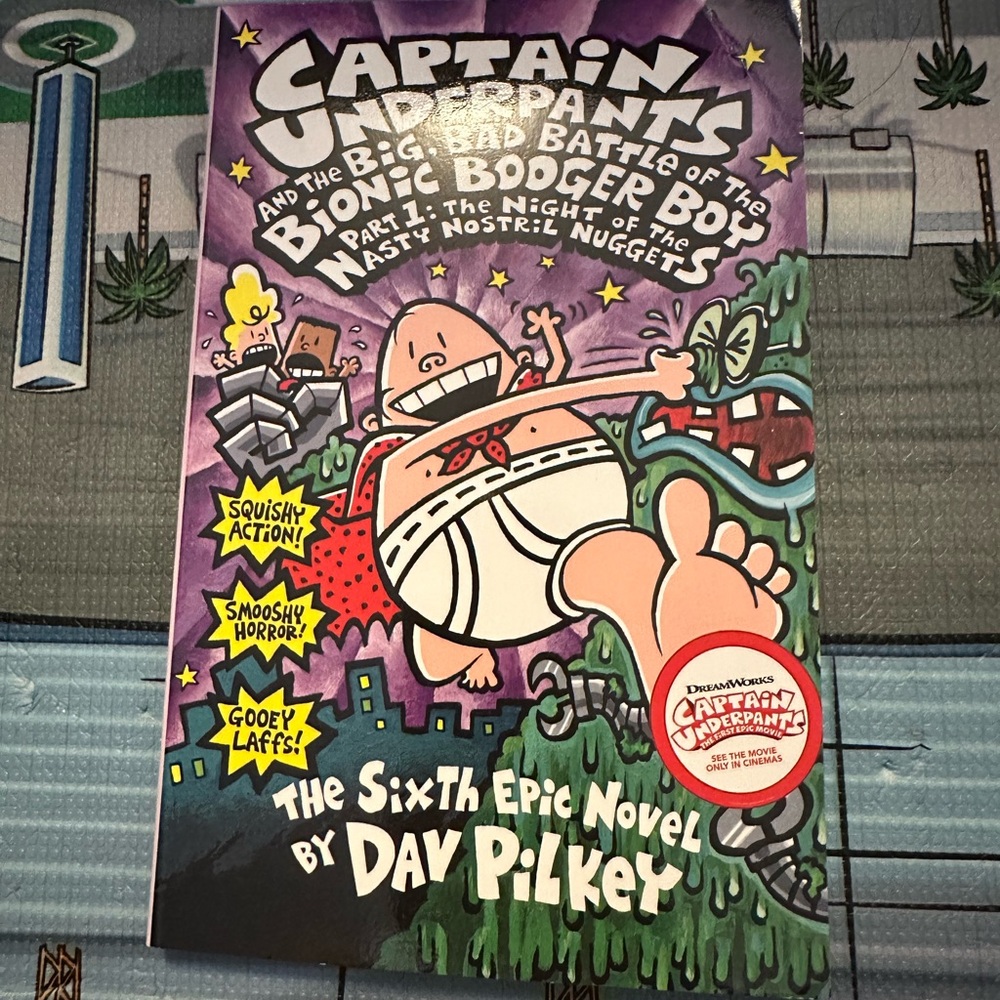 CAPTAIN
UNDERPANTS
AND THE BIG, BAD BATTLE OF THE
BIONIC BOOGER BOY
PART 1: THE NIGHT OF THE
NASTY NOSTRIL NUGGETS
SQUISHY
ACTION!
SMOOSHY
HORROR!
GOOEY
LAFFS!
DREAMWORKS
CAPTAIN
UNDERPANTS
THE FIRST EPIC MOVIE
SEE THE MOVIE
ONLY IN CINEMAS
THE SIXTH EPIC NOVEL
BY DAV PILKEY